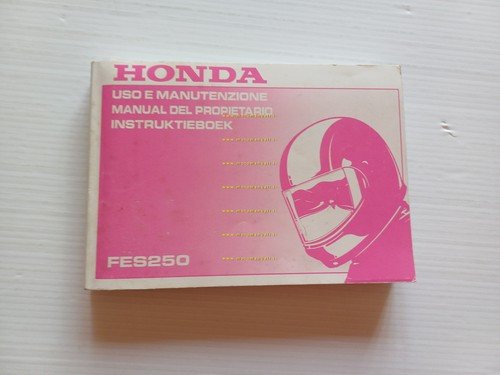 HONDA
USO E MANUTENZIONE
MANUAL DEL PROPIETARIO
INSTRUKTIEBOEK
FES250